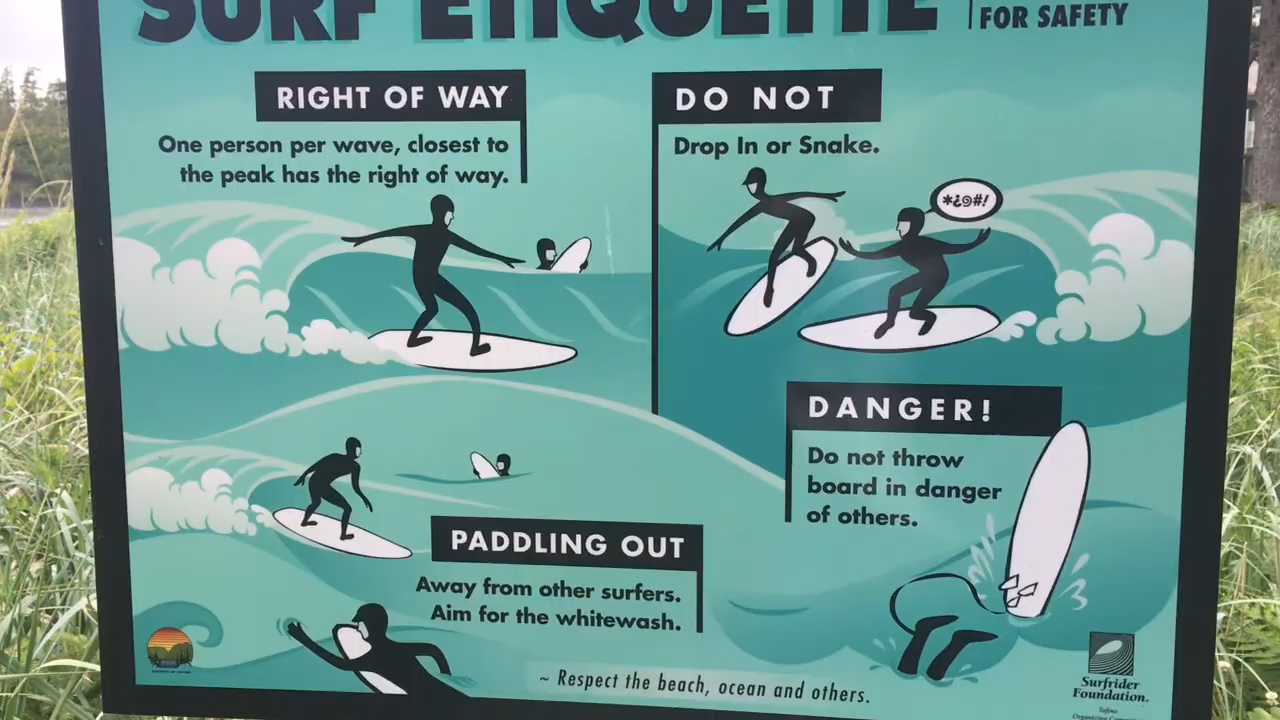 SURF ETIQUETTE
FOR SAFETY
RIGHT OF WAY
One person per wave, closest to
the peak has the right of way.
DO NOT
Drop In or Snake.
*¿@#!
DANGER!
Do not throw
board in danger
of others.
PADDLING OUT
Away from other surfers.
Aim for the whitewash.
~ Respect the beach, ocean and others.
Surfrider
Foundation.
Tofino